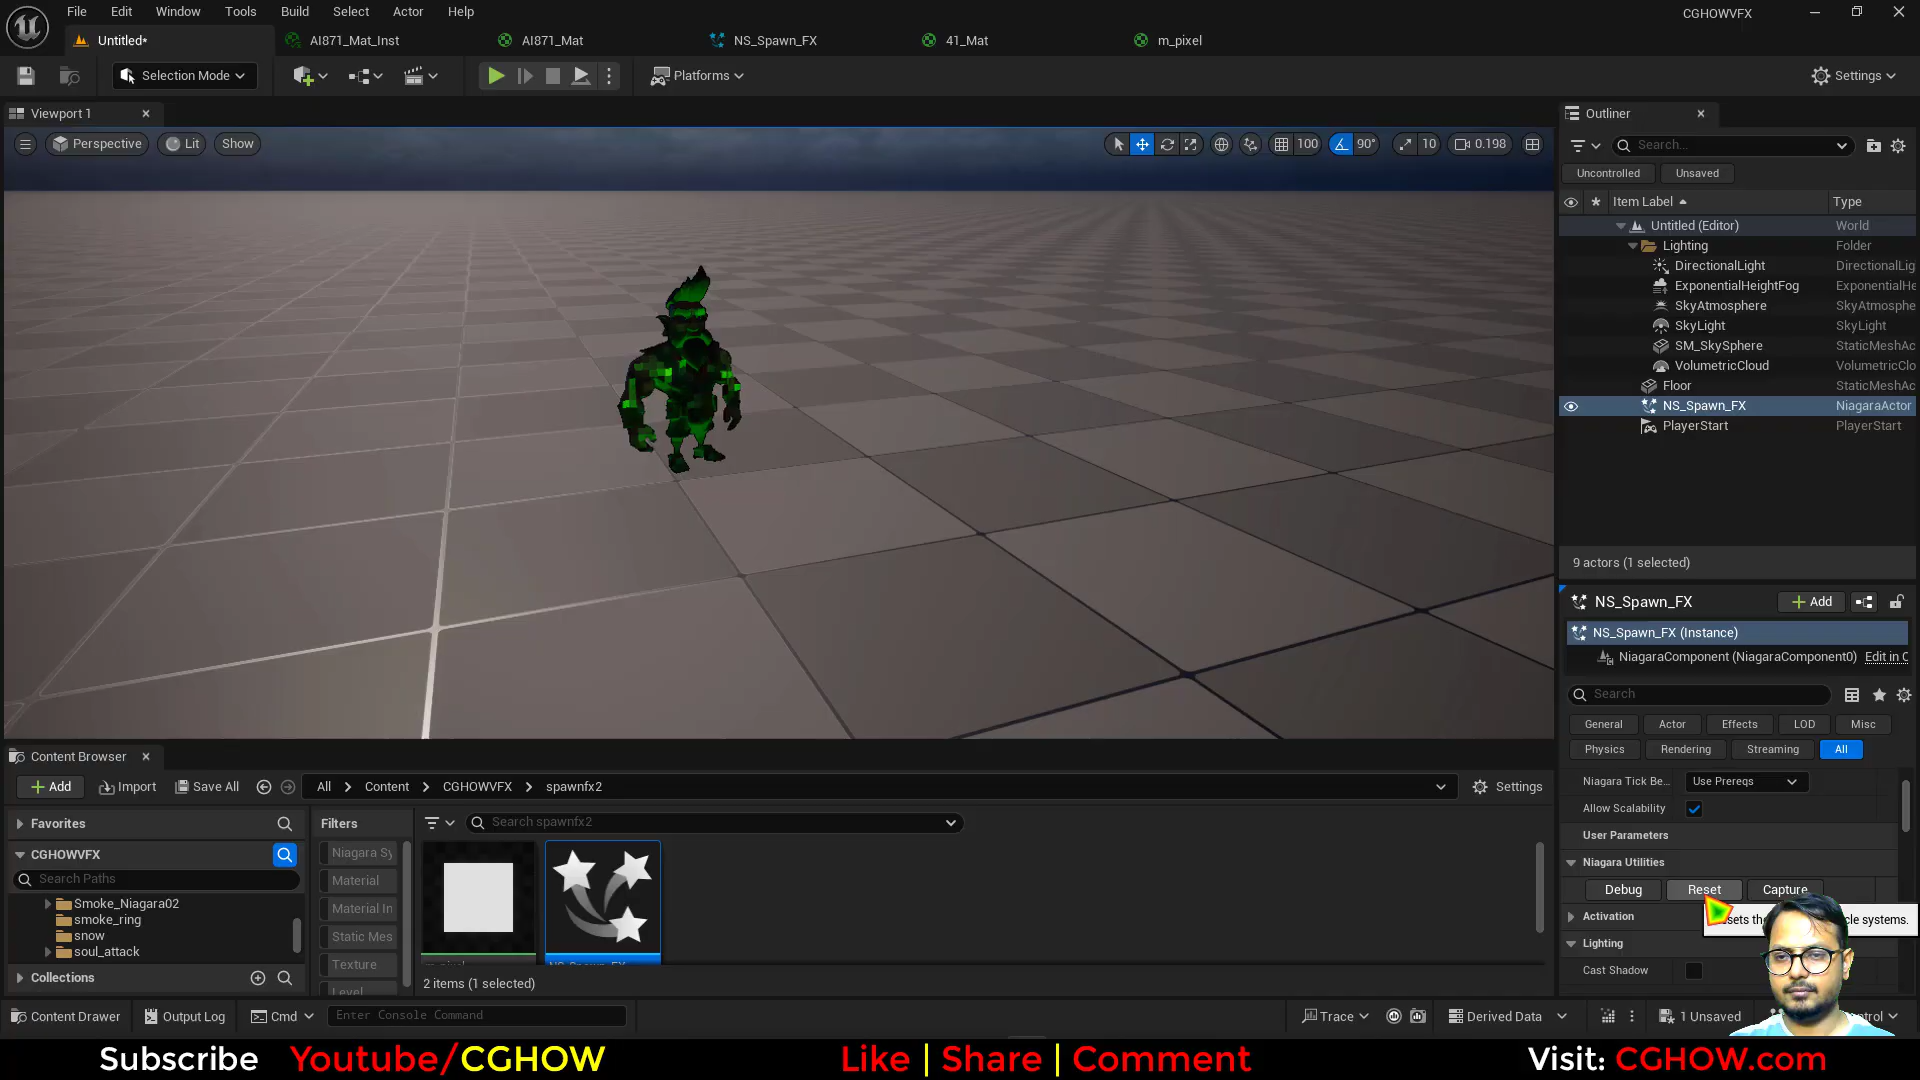 File Edit Window Tools Build Select Actor Help
CGHOWVFX
Untitled* AI871_Mat_Inst AI871_Mat NS_Spawn_FX 41_Mat m_pixel
Selection Mode Platforms Settings
Viewport 1
Perspective Lit Show 100 90° 10 0.198
Outliner
Search...
Uncontrolled Unsaved
Item Label Type
Untitled (Editor) World
Lighting Folder
DirectionalLight DirectionalLig
ExponentialHeightFog ExponentialHe
SkyAtmosphere SkyAtmosphe
SkyLight SkyLight
SM_SkySphere StaticMeshAc
VolumetricCloud VolumetricClo
Floor StaticMeshAc
NS_Spawn_FX NiagaraActor
PlayerStart PlayerStart
9 actors (1 selected)
NS_Spawn_FX Add
NS_Spawn_FX (Instance)
NiagaraComponent (NiagaraComponent0) Edit in C
Search
General Actor Effects LOD Misc
Physics Rendering Streaming All
Niagara Tick Be... Use Prereqs
Allow Scalability
User Parameters
Niagara Utilities
Debug Reset Capture
Activation
Lighting
Cast Shadow
Content Browser
Add Import Save All All Content CGHOWVFX spawnfx2 Settings
Favorites
CGHOWVFX
Search Paths
Smoke_Niagara02
smoke_ring
snow
soul_attack
Collections
Filters
Niagara Sy
Material
Material In
Static Mes
Texture
Level
Search spawnfx2
2 items (1 selected)
Content Drawer Output Log Cmd Enter Console Command Trace Derived Data 1 Unsaved
Subscribe Youtube/CGHOW Like | Share | Comment Visit: CGHOW.com